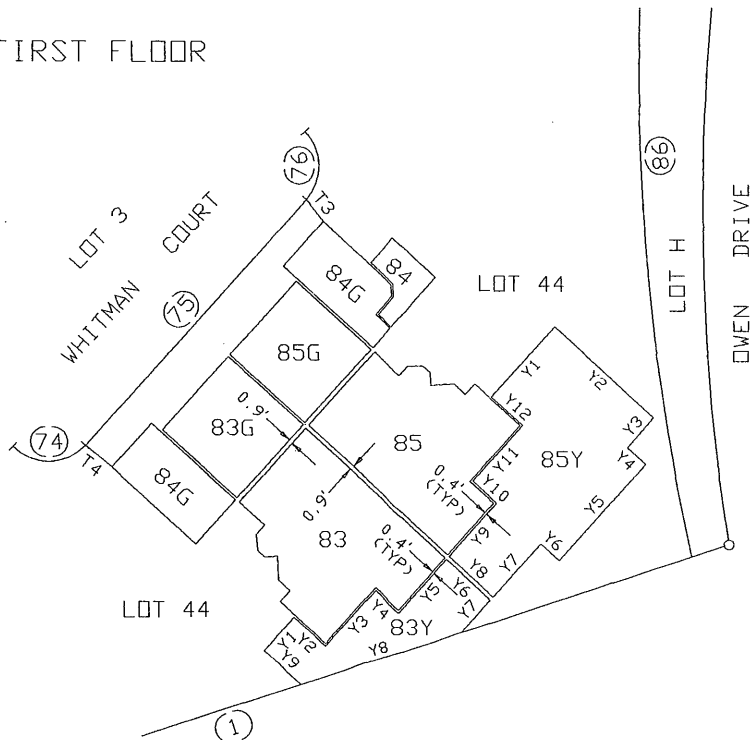 FIRST FLOOR
76
T3
LOT 3
COURT
WHITMAN
75
74
T4
84G
84
85G
83G
84G
0.9'
0.9'
LOT 44
86
LOT H
OWEN DRIVE
85
83
85Y
83Y
Y1
Y2
Y3
Y4
Y5
Y6
Y7
Y8
Y9
Y10
Y11
Y12
0.4'
(TYP)
0.4'
(TYP)
Y1
Y2
Y3
Y4
Y5
Y6
Y7
Y8
Y9
LOT 44
1